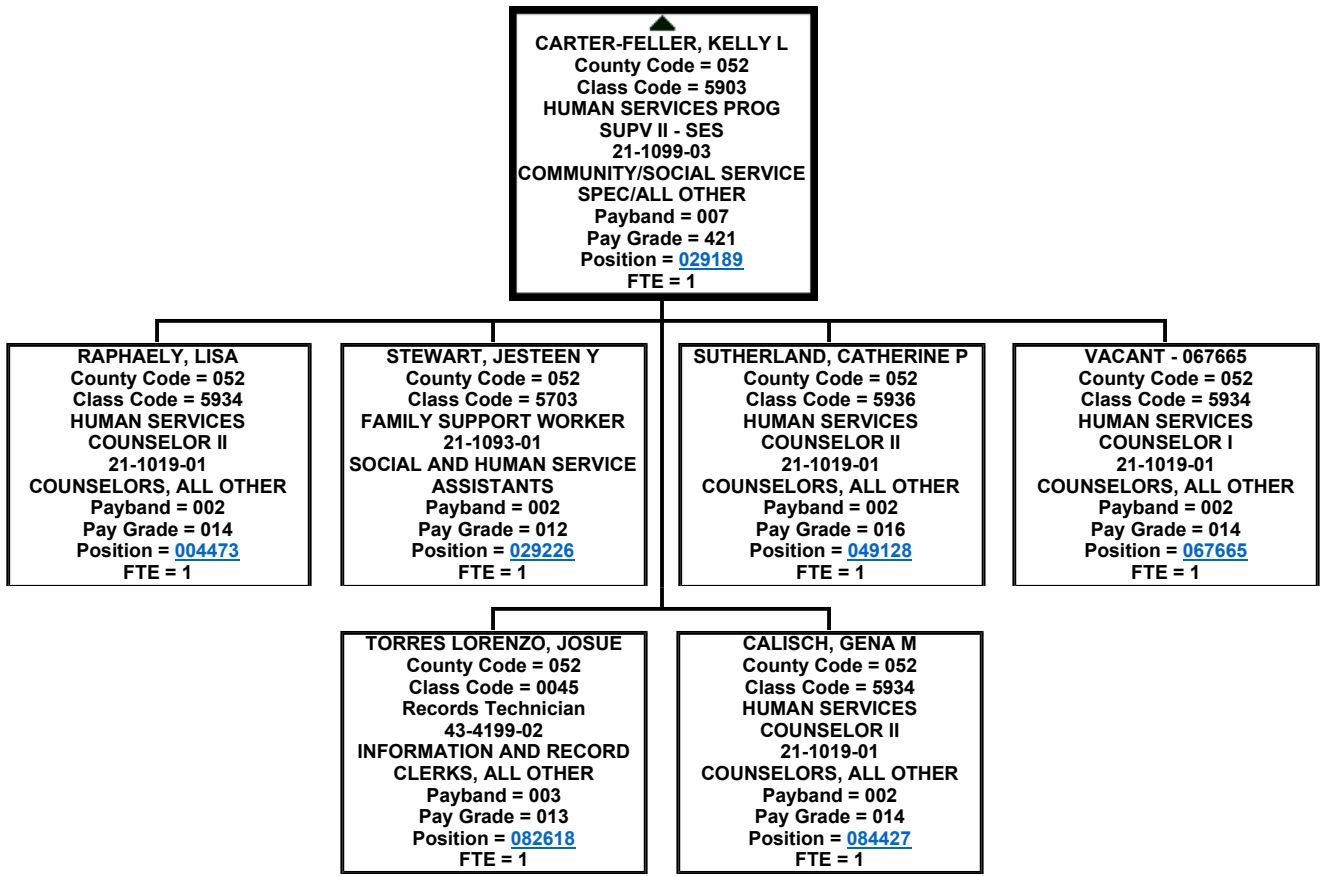 CARTER-FELLER, KELLY L
County Code = 052
Class Code = 5903
HUMAN SERVICES PROG
SUPV II - SES
21-1099-03
COMMUNITY/SOCIAL SERVICE
SPEC/ALL OTHER
Payband = 007
Pay Grade = 421
Position = 029189
FTE = 1
RAPHAELY, LISA
County Code = 052
Class Code = 5934
HUMAN SERVICES
COUNSELOR II
21-1019-01
COUNSELORS, ALL OTHER
Payband = 002
Pay Grade = 014
Position = 004473
FTE = 1
STEWART, JESTEEN Y
County Code = 052
Class Code = 5703
FAMILY SUPPORT WORKER
21-1093-01
SOCIAL AND HUMAN SERVICE
ASSISTANTS
Payband = 002
Pay Grade = 012
Position = 029226
FTE = 1
SUTHERLAND, CATHERINE P
County Code = 052
Class Code = 5936
HUMAN SERVICES
COUNSELOR II
21-1019-01
COUNSELORS, ALL OTHER
Payband = 002
Pay Grade = 016
Position = 049128
FTE = 1
VACANT - 067665
County Code = 052
Class Code = 5934
HUMAN SERVICES
COUNSELOR I
21-1019-01
COUNSELORS, ALL OTHER
Payband = 002
Pay Grade = 014
Position = 067665
FTE = 1
TORRES LORENZO, JOSUE
County Code = 052
Class Code = 0045
Records Technician
43-4199-02
INFORMATION AND RECORD
CLERKS, ALL OTHER
Payband = 003
Pay Grade = 013
Position = 082618
FTE = 1
CALISCH, GENA M
County Code = 052
Class Code = 5934
HUMAN SERVICES
COUNSELOR II
21-1019-01
COUNSELORS, ALL OTHER
Payband = 002
Pay Grade = 014
Position = 084427
FTE = 1